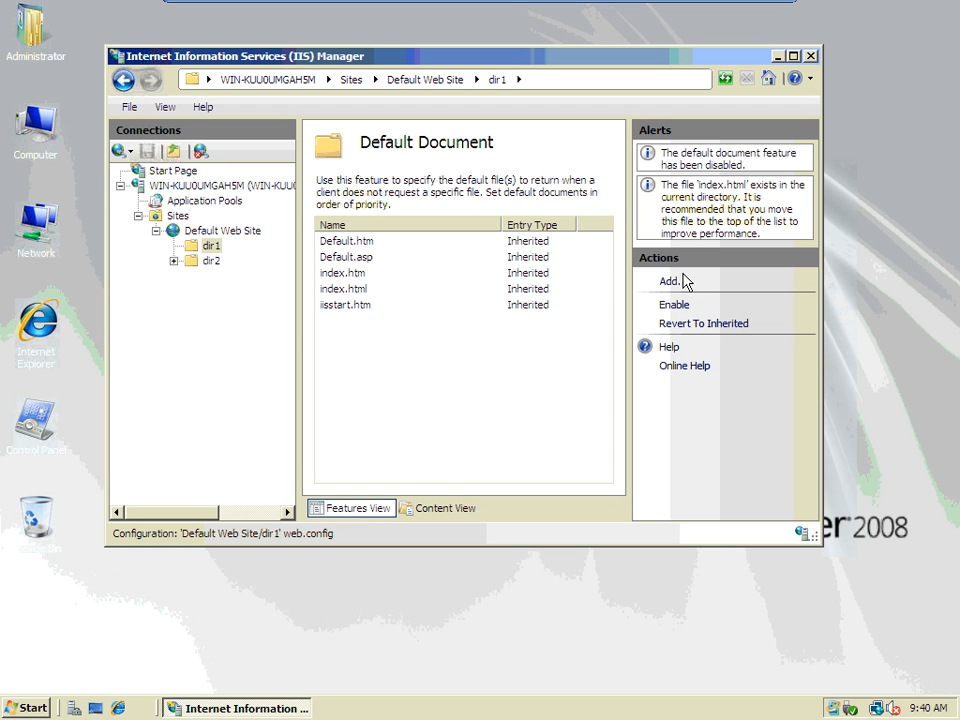 Administrator
Computer
Network
Internet
Explorer
Control Panel
Internet Information Services (IIS) Manager
WIN-KUU0UMGAH5M
Sites
Default Web Site
dir1
File
View
Help
Connections
Start Page
WIN-KUU0UMGAH5M (WIN-KUU0
Application Pools
Sites
Default Web Site
dir1
dir2
Default Document
Use this feature to specify the default file(s) to return when a
client does not request a specific file. Set default documents in
order of priority.
Name Entry Type
Default.htm Inherited
Default.asp Inherited
index.htm Inherited
index.html Inherited
iisstart.htm Inherited
Features View
Content View
Alerts
The default document feature
has been disabled.
The file 'index.html' exists in the
current directory. It is
recommended that you move
this file to the top of the list to
improve performance.
Actions
Add.
Enable
Revert To Inherited
Help
Online Help
Configuration: 'Default Web Site/dir1' web.config
er 2008
Start
Internet Information ...
9:40 AM